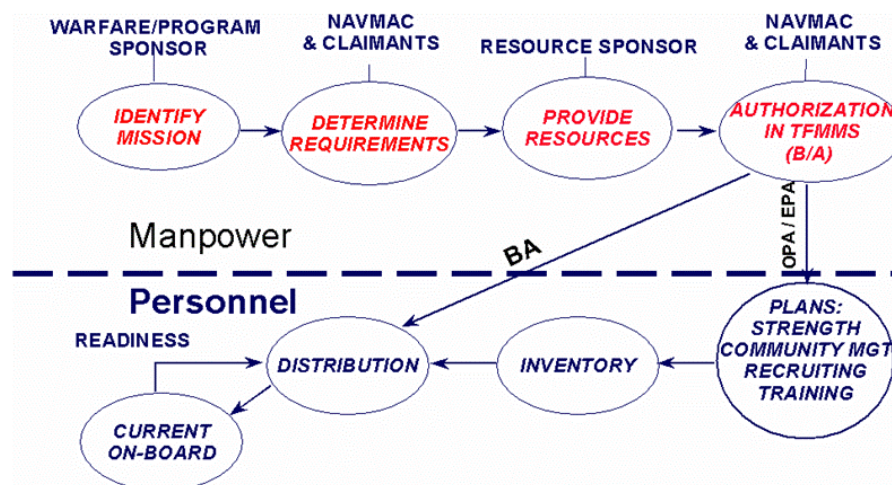 WARFARE/PROGRAM
SPONSOR
NAVMAC
& CLAIMANTS
RESOURCE SPONSOR
NAVMAC
& CLAIMANTS
IDENTIFY
MISSION
DETERMINE
REQUIREMENTS
PROVIDE
RESOURCES
AUTHORIZATION
IN TFMMS
(B/A)
Manpower
BA
OPA / EPA
Personnel
READINESS
DISTRIBUTION
INVENTORY
PLANS:
STRENGTH
COMMUNITY MGT
RECRUITING
TRAINING
CURRENT
ON-BOARD